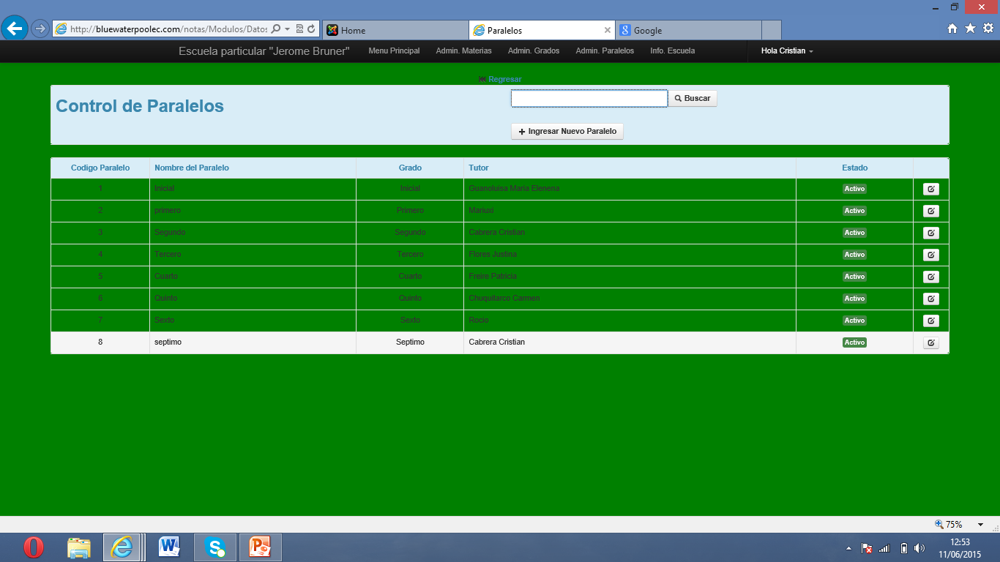 http://bluewaterpoolec.com/notas/Modulos/Datos
Home
Paralelos
Google
Escuela particular "Jerome Bruner" Menu Principal Admin. Materias Admin. Grados Admin. Paralelos Info. Escuela Hola Cristian
Regresar
Control de Paralelos
Buscar
Ingresar Nuevo Paralelo
Codigo Paralelo Nombre del Paralelo Grado Tutor Estado
1 Inicial Inicial Guanoluisa Maria Elenena Activo
2 primero Primero Mariuxi Activo
3 Segundo Segundo Cabrera Cristian Activo
4 Tercero Tercero Flores Justina Activo
5 Cuarto Cuarto Freire Patricia Activo
6 Quinto Quinto Chuquitarco Carmen Activo
7 Sexto Sexto Rocio Activo
8 septimo Septimo Cabrera Cristian Activo
75%
12:53
11/06/2015